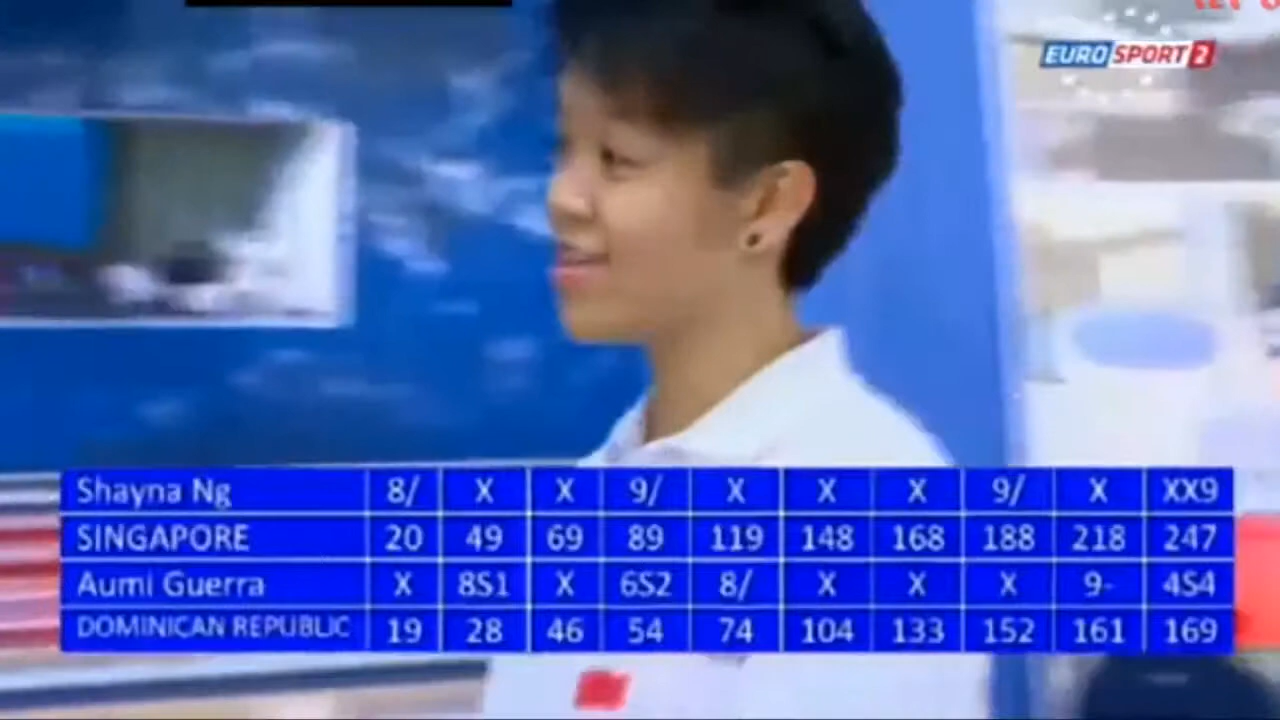 EUROSPORT 2
Shayna Ng 8/ X X 9/ X X X 9/ X XX9
SINGAPORE 20 49 69 89 119 148 168 188 218 247
Aumi Guerra X 8S1 X 6S2 8/ X X X 9- 4S4
DOMINICAN REPUBLIC 19 28 46 54 74 104 133 152 161 169